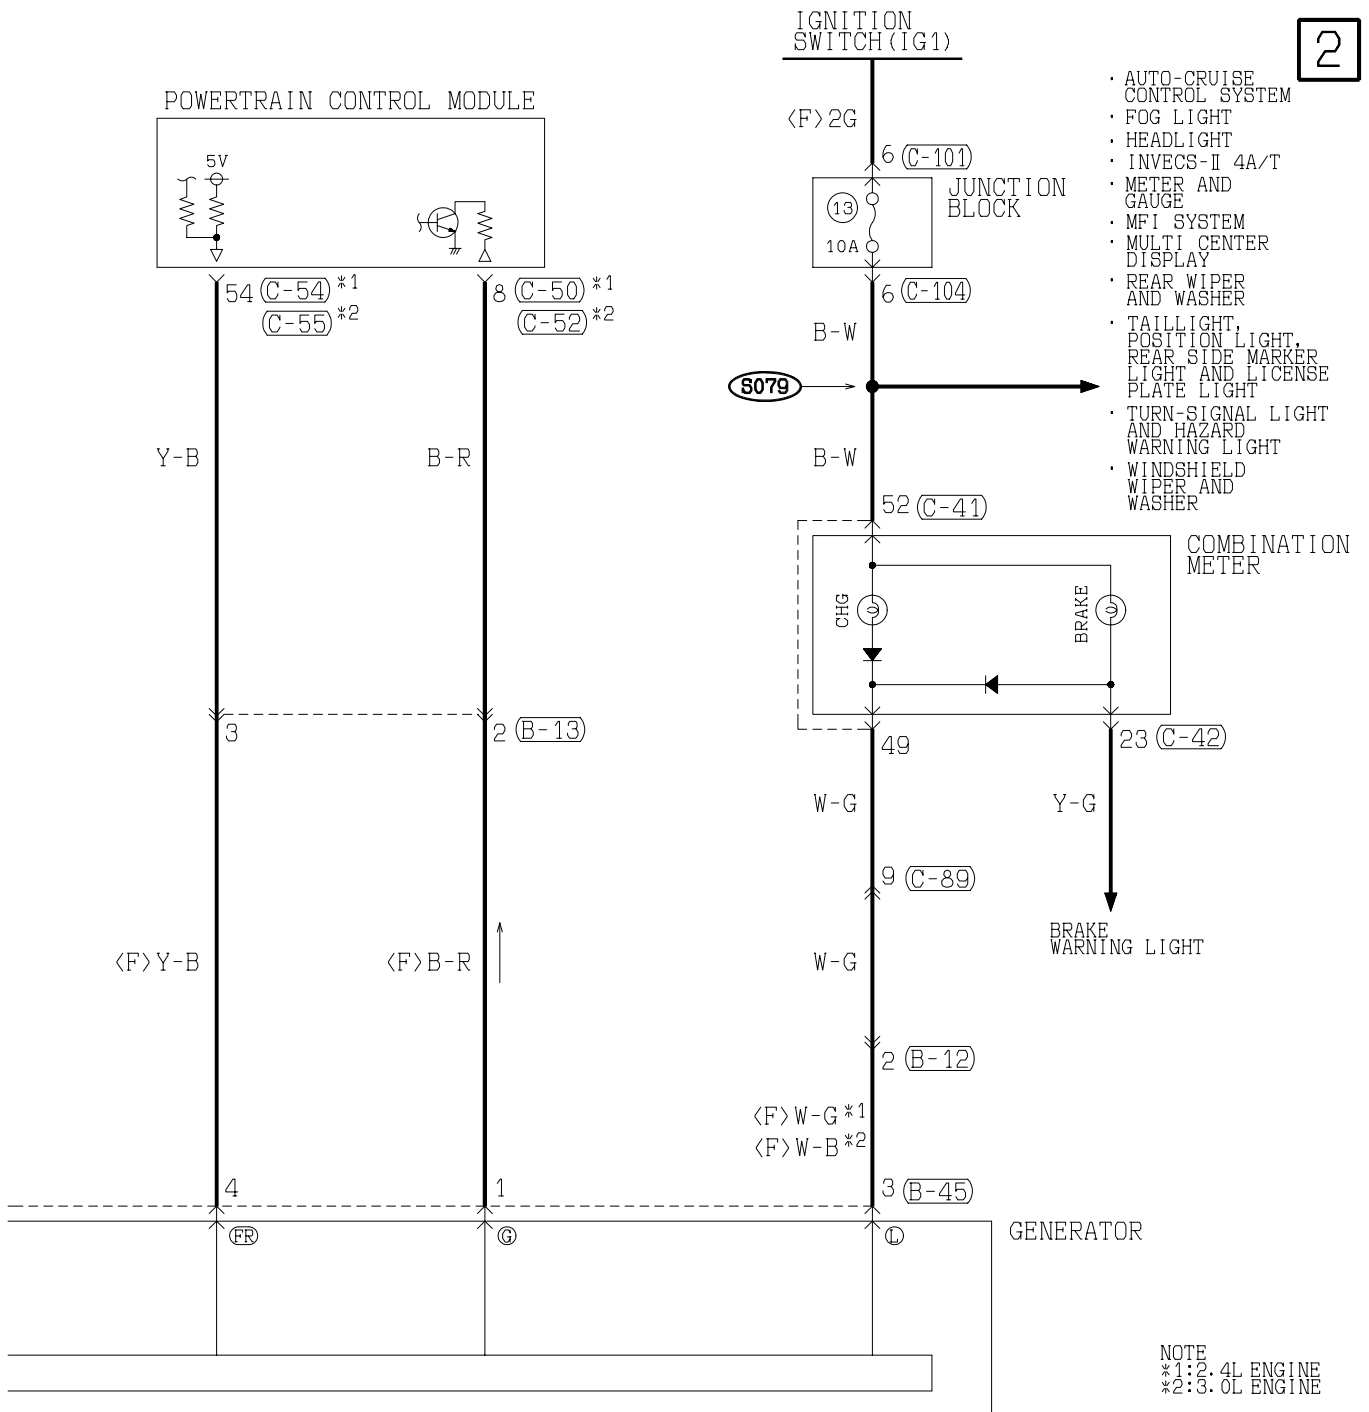 IGNITION
SWITCH(IG1)
2
POWERTRAIN CONTROL MODULE
5V
<F>2G
6 (C-101)
JUNCTION
BLOCK
13
10A
6 (C-104)
· AUTO-CRUISE
CONTROL SYSTEM
· FOG LIGHT
· HEADLIGHT
· INVECS-II 4A/T
· METER AND
GAUGE
· MFI SYSTEM
· MULTI CENTER
DISPLAY
· REAR WIPER
AND WASHER
· TAILLIGHT,
POSITION LIGHT,
REAR SIDE MARKER
LIGHT AND LICENSE
PLATE LIGHT
· TURN-SIGNAL LIGHT
AND HAZARD
WARNING LIGHT
· WINDSHIELD
WIPER AND
WASHER
54 (C-54)*1
(C-55)*2
8 (C-50)*1
(C-52)*2
B-W
S079
Y-B
B-R
B-W
52 (C-41)
COMBINATION
METER
CHG
BRAKE
3
2 (B-13)
49
23 (C-42)
W-G
Y-G
9 (C-89)
BRAKE
WARNING LIGHT
<F>Y-B
<F>B-R
W-G
2 (B-12)
<F>W-G*1
<F>W-B*2
4
1
3 (B-45)
FR
G
L
GENERATOR
NOTE
*1:2.4L ENGINE
*2:3.0L ENGINE